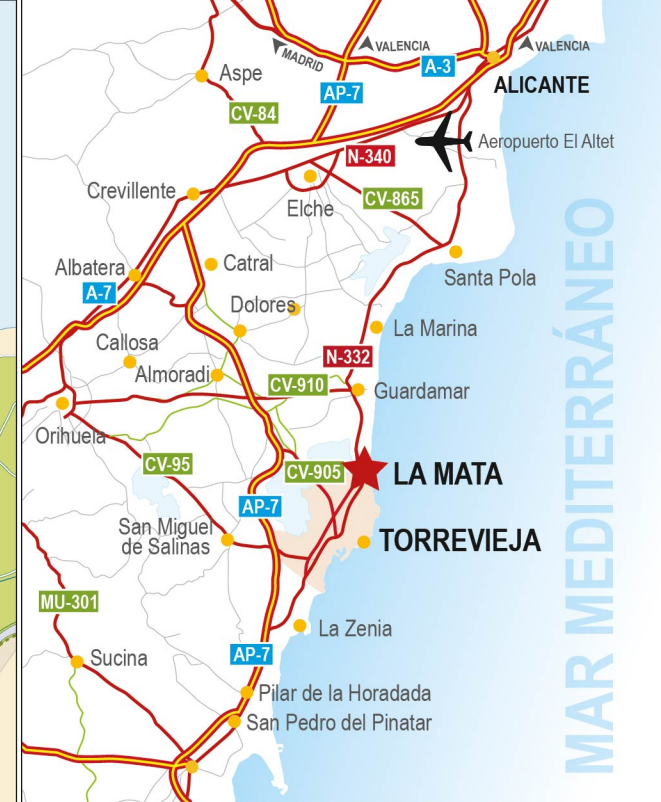 MADRID
VALENCIA
VALENCIA
A-3
Aspe
AP-7
ALICANTE
CV-84
Aeropuerto El Altet
N-340
Crevillente
CV-865
Elche
Albatera
Catral
Santa Pola
A-7
Dolores
La Marina
Callosa
N-332
Almoradi
CV-910
Guardamar
Orihuela
CV-95
CV-905
LA MATA
AP-7
San Miguel
de Salinas
TORREVIEJA
MU-301
La Zenia
Sucina
AP-7
Pilar de la Horadada
San Pedro del Pinatar
MAR MEDITERRÁNEO